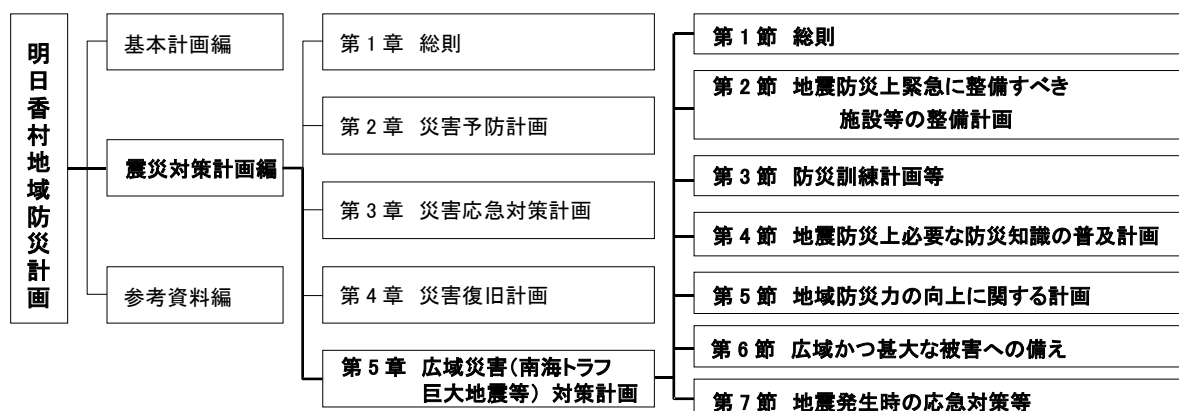 明日香村地域防災計画
基本計画編
震災対策計画編
参考資料編
第1章 総則
第2章 災害予防計画
第3章 災害応急対策計画
第4章 災害復旧計画
第5章 広域災害(南海トラフ
巨大地震等) 対策計画
第1節 総則
第2節 地震防災上緊急に整備すべき
施設等の整備計画
第3節 防災訓練計画等
第4節 地震防災上必要な防災知識の普及計画
第5節 地域防災力の向上に関する計画
第6節 広域かつ甚大な被害への備え
第7節 地震発生時の応急対策等